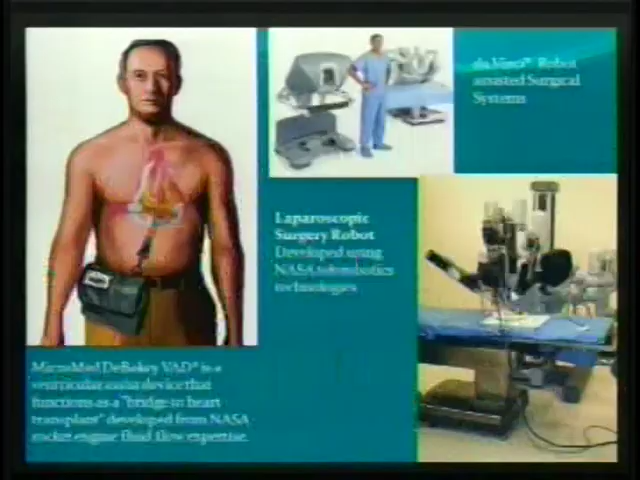 da Vinci® Robot
assisted Surgical
Systems
Laparoscopic
Surgery Robot
Developed using
NASA telerobotics
technologies
MicroMed DeBakey VAD® is a
ventricular assist device that
functions as a "bridge to heart
transplant" developed from NASA
rocket engine fluid flow expertise.